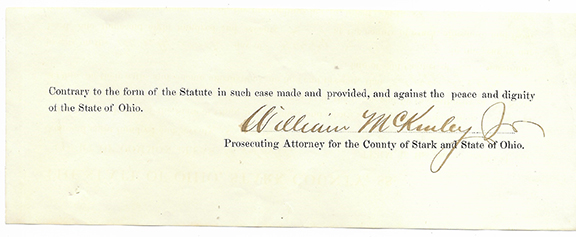 Contrary to the form of the Statute in such case made and provided, and against the peace and dignity
of the State of Ohio.
William McKinley Jr
Prosecuting Attorney for the County of Stark and State of Ohio.